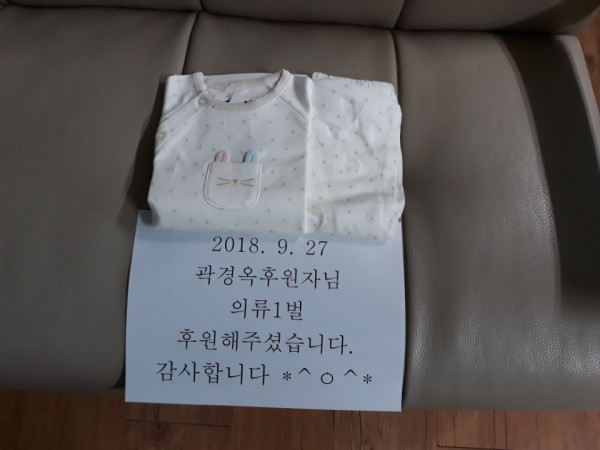 2018. 9. 27
곽경옥후원자님
의류1벌
후원해주셨습니다.
감사합니다 *^ㅇ^*